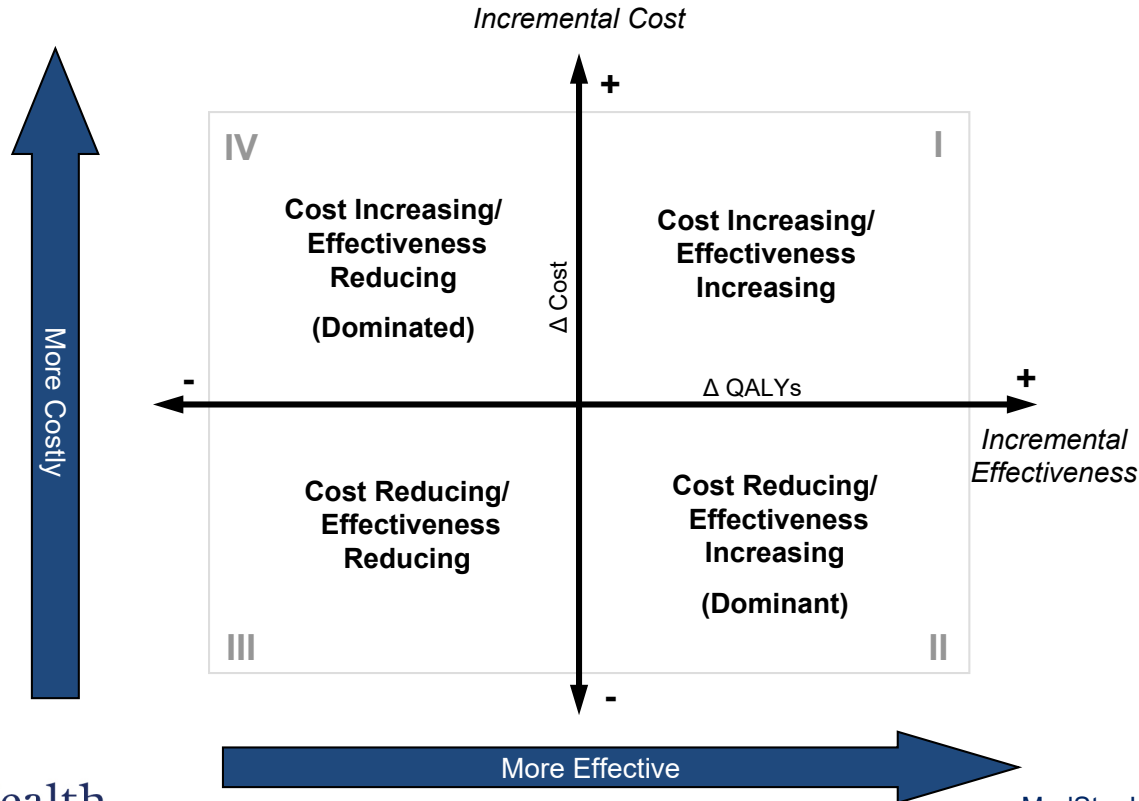 Incremental Cost
+
IV
I
Cost Increasing/
Effectiveness
Reducing
(Dominated)
Cost Increasing/
Effectiveness
Increasing
Δ Cost
More Costly
-
Δ QALYs
+
Incremental
Effectiveness
Cost Reducing/
Effectiveness
Reducing
Cost Reducing/
Effectiveness
Increasing
(Dominant)
III
II
-
More Effective